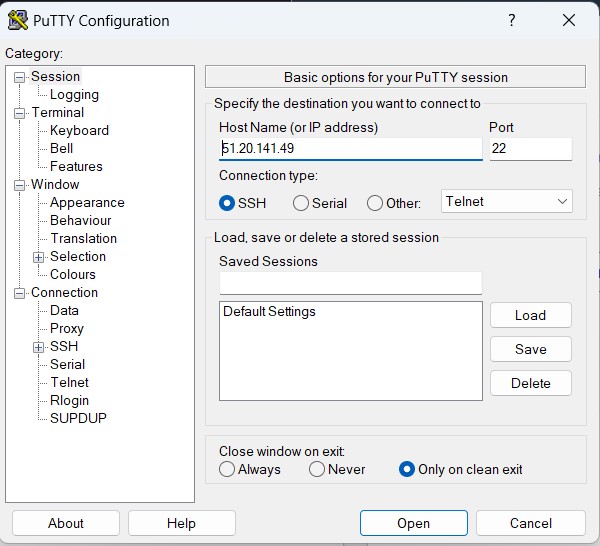 PuTTY Configuration
?
Category:
Session
Logging
Terminal
Keyboard
Bell
Features
Window
Appearance
Behaviour
Translation
Selection
Colours
Connection
Data
Proxy
SSH
Serial
Telnet
Rlogin
SUPDUP
Basic options for your PuTTY session
Specify the destination you want to connect to
Host Name (or IP address) Port
51.20.141.49 22
Connection type:
SSH Serial Other: Telnet
Load, save or delete a stored session
Saved Sessions
Default Settings
Load
Save
Delete
Close window on exit:
Always Never Only on clean exit
About Help Open Cancel